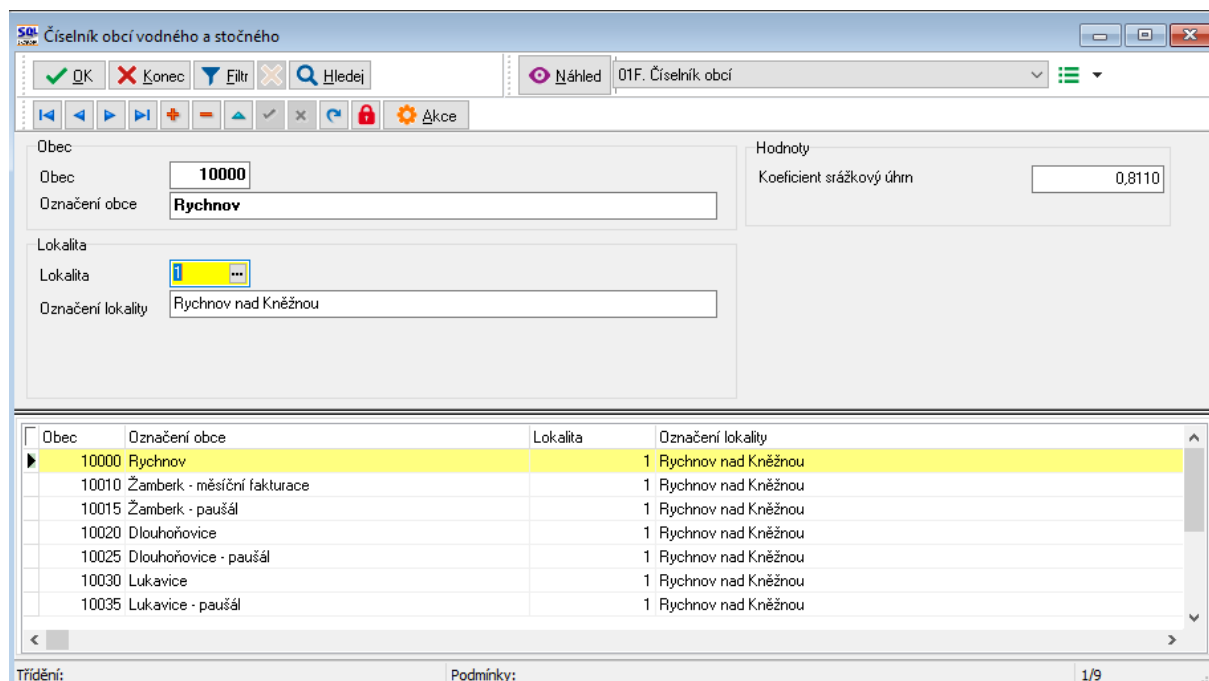 SQL Číselník obcí vodného a stočného
OK Konec Filtr Hledej Náhled 01F. Číselník obcí
Akce
Obec
Obec 10000
Označení obce Rychnov
Hodnoty
Koeficient srážkový úhrn 0,8110
Lokalita
Lokalita 1 ...
Označení lokality Rychnov nad Kněžnou
Obec Označení obce Lokalita Označení lokality
10000 Rychnov 1 Rychnov nad Kněžnou
10010 Žamberk - měsíční fakturace 1 Rychnov nad Kněžnou
10015 Žamberk - paušál 1 Rychnov nad Kněžnou
10020 Dlouhoňovice 1 Rychnov nad Kněžnou
10025 Dlouhoňovice - paušál 1 Rychnov nad Kněžnou
10030 Lukavice 1 Rychnov nad Kněžnou
10035 Lukavice - paušál 1 Rychnov nad Kněžnou
Třídění: Podmínky: 1/9